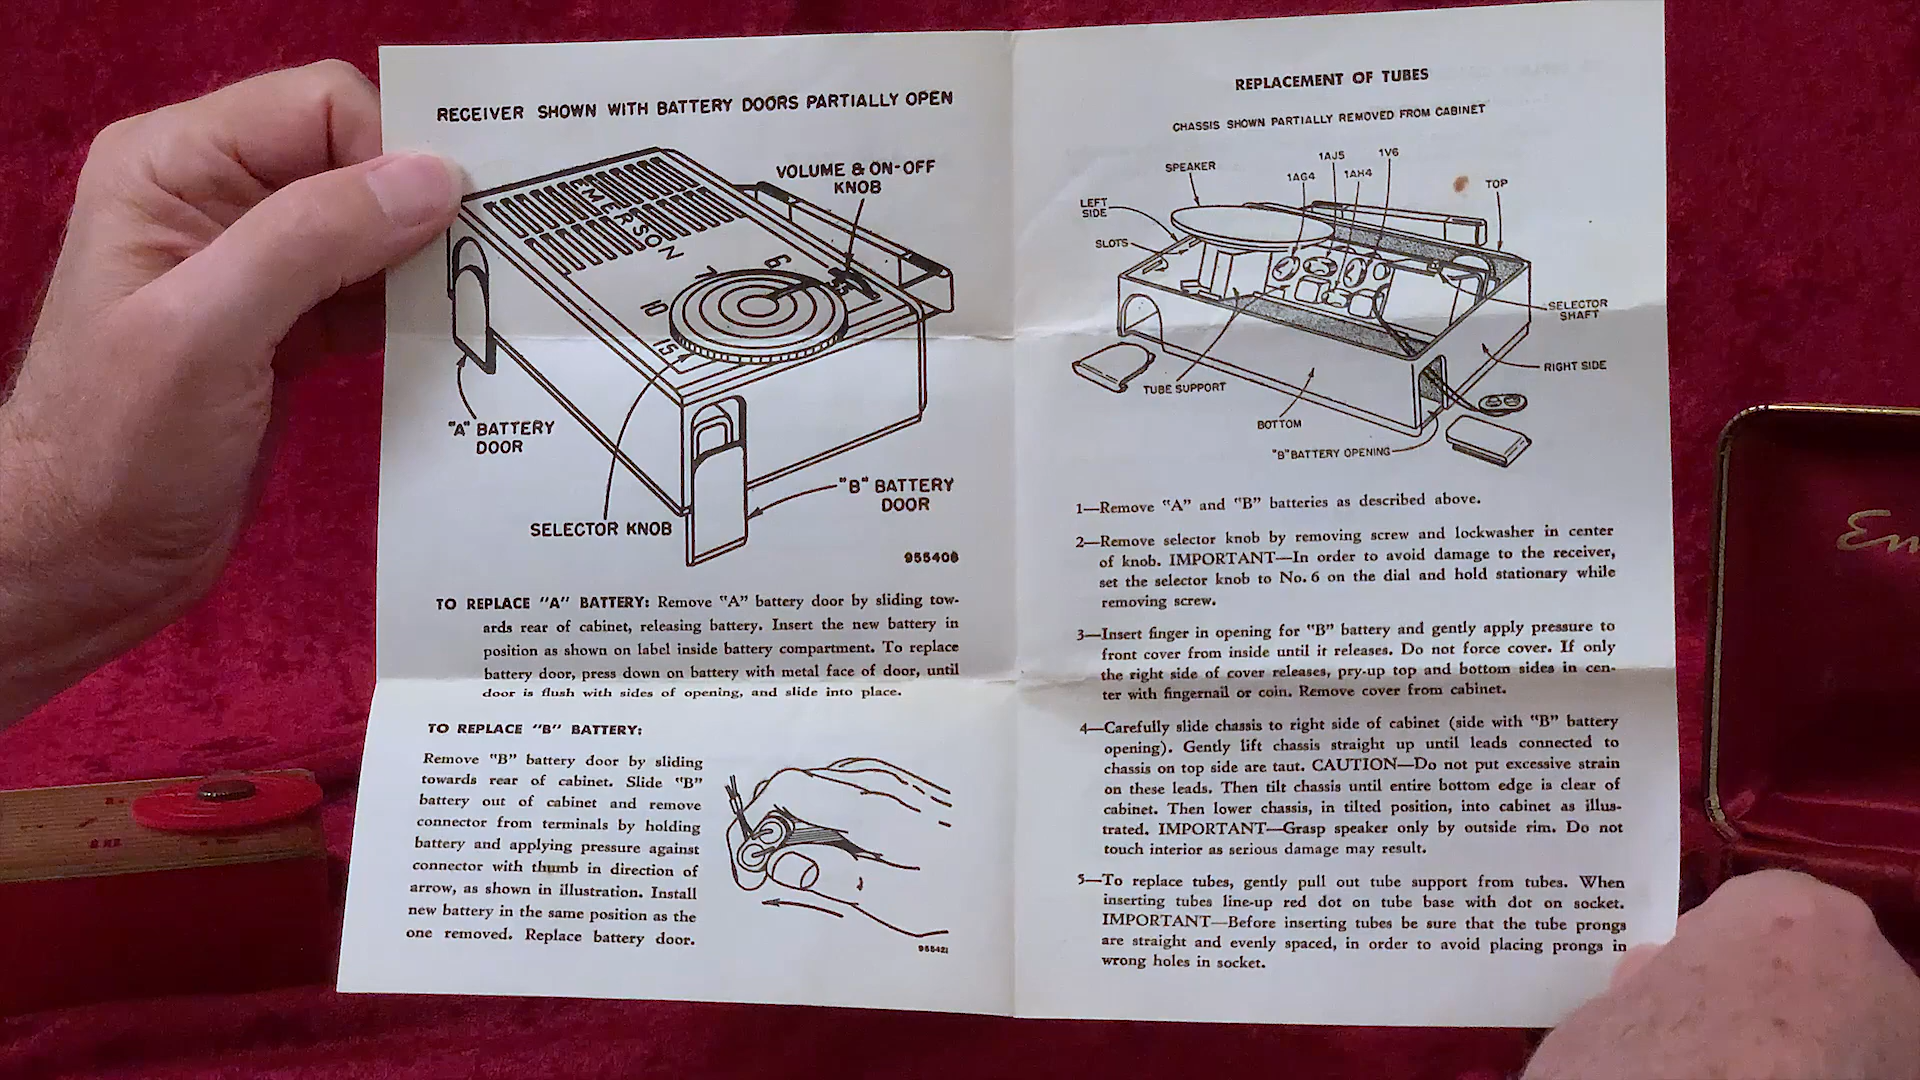 RECEIVER SHOWN WITH BATTERY DOORS PARTIALLY OPEN
VOLUME & ON-OFF
KNOB
EMERSON
6
7
10
15
"A" BATTERY
DOOR
SELECTOR KNOB
"B" BATTERY
DOOR
955408
TO REPLACE "A" BATTERY: Remove "A" battery door by sliding tow-
ards rear of cabinet, releasing battery. Insert the new battery in
position as shown on label inside battery compartment. To replace
battery door, press down on battery with metal face of door, until
door is flush with sides of opening, and slide into place.
TO REPLACE "B" BATTERY:
Remove "B" battery door by sliding
towards rear of cabinet. Slide "B"
battery out of cabinet and remove
connector from terminals by holding
battery and applying pressure against
connector with thumb in direction of
arrow, as shown in illustration. Install
new battery in the same position as the
one removed. Replace battery door.
955421
REPLACEMENT OF TUBES
CHASSIS SHOWN PARTIALLY REMOVED FROM CABINET
SPEAKER
1AG4
1AJ5
1AH4
1V6
TOP
LEFT
SIDE
SLOTS
SELECTOR
SHAFT
RIGHT SIDE
TUBE SUPPORT
BOTTOM
"B" BATTERY OPENING
1—Remove "A" and "B" batteries as described above.
2—Remove selector knob by removing screw and lockwasher in center
of knob. IMPORTANT—In order to avoid damage to the receiver,
set the selector knob to No. 6 on the dial and hold stationary while
removing screw.
3—Insert finger in opening for "B" battery and gently apply pressure to
front cover from inside until it releases. Do not force cover. If only
the right side of cover releases, pry-up top and bottom sides in cen-
ter with fingernail or coin. Remove cover from cabinet.
4—Carefully slide chassis to right side of cabinet (side with "B" battery
opening). Gently lift chassis straight up until leads connected to
chassis on top side are taut. CAUTION—Do not put excessive strain
on these leads. Then tilt chassis until entire bottom edge is clear of
cabinet. Then lower chassis, in tilted position, into cabinet as illus-
trated. IMPORTANT—Grasp speaker only by outside rim. Do not
touch interior as serious damage may result.
5—To replace tubes, gently pull out tube support from tubes. When
inserting tubes line-up red dot on tube base with dot on socket.
IMPORTANT—Before inserting tubes be sure that the tube prongs
are straight and evenly spaced, in order to avoid placing prongs in
wrong holes in socket.